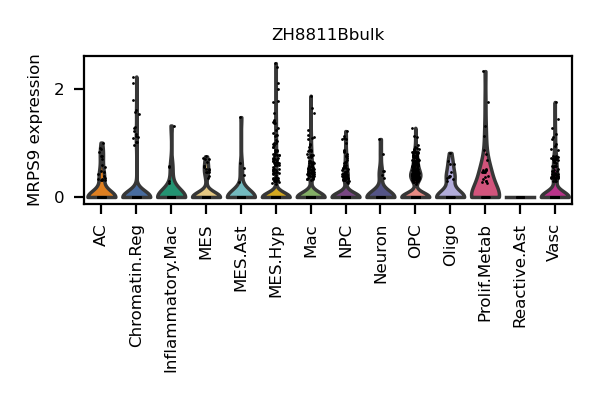 ZH8811Bbulk
MRPS9 expression
2
0
AC
Chromatin.Reg
Inflammatory.Mac
MES
MES.Ast
MES.Hyp
Mac
NPC
Neuron
OPC
Oligo
Prolif.Metab
Reactive.Ast
Vasc